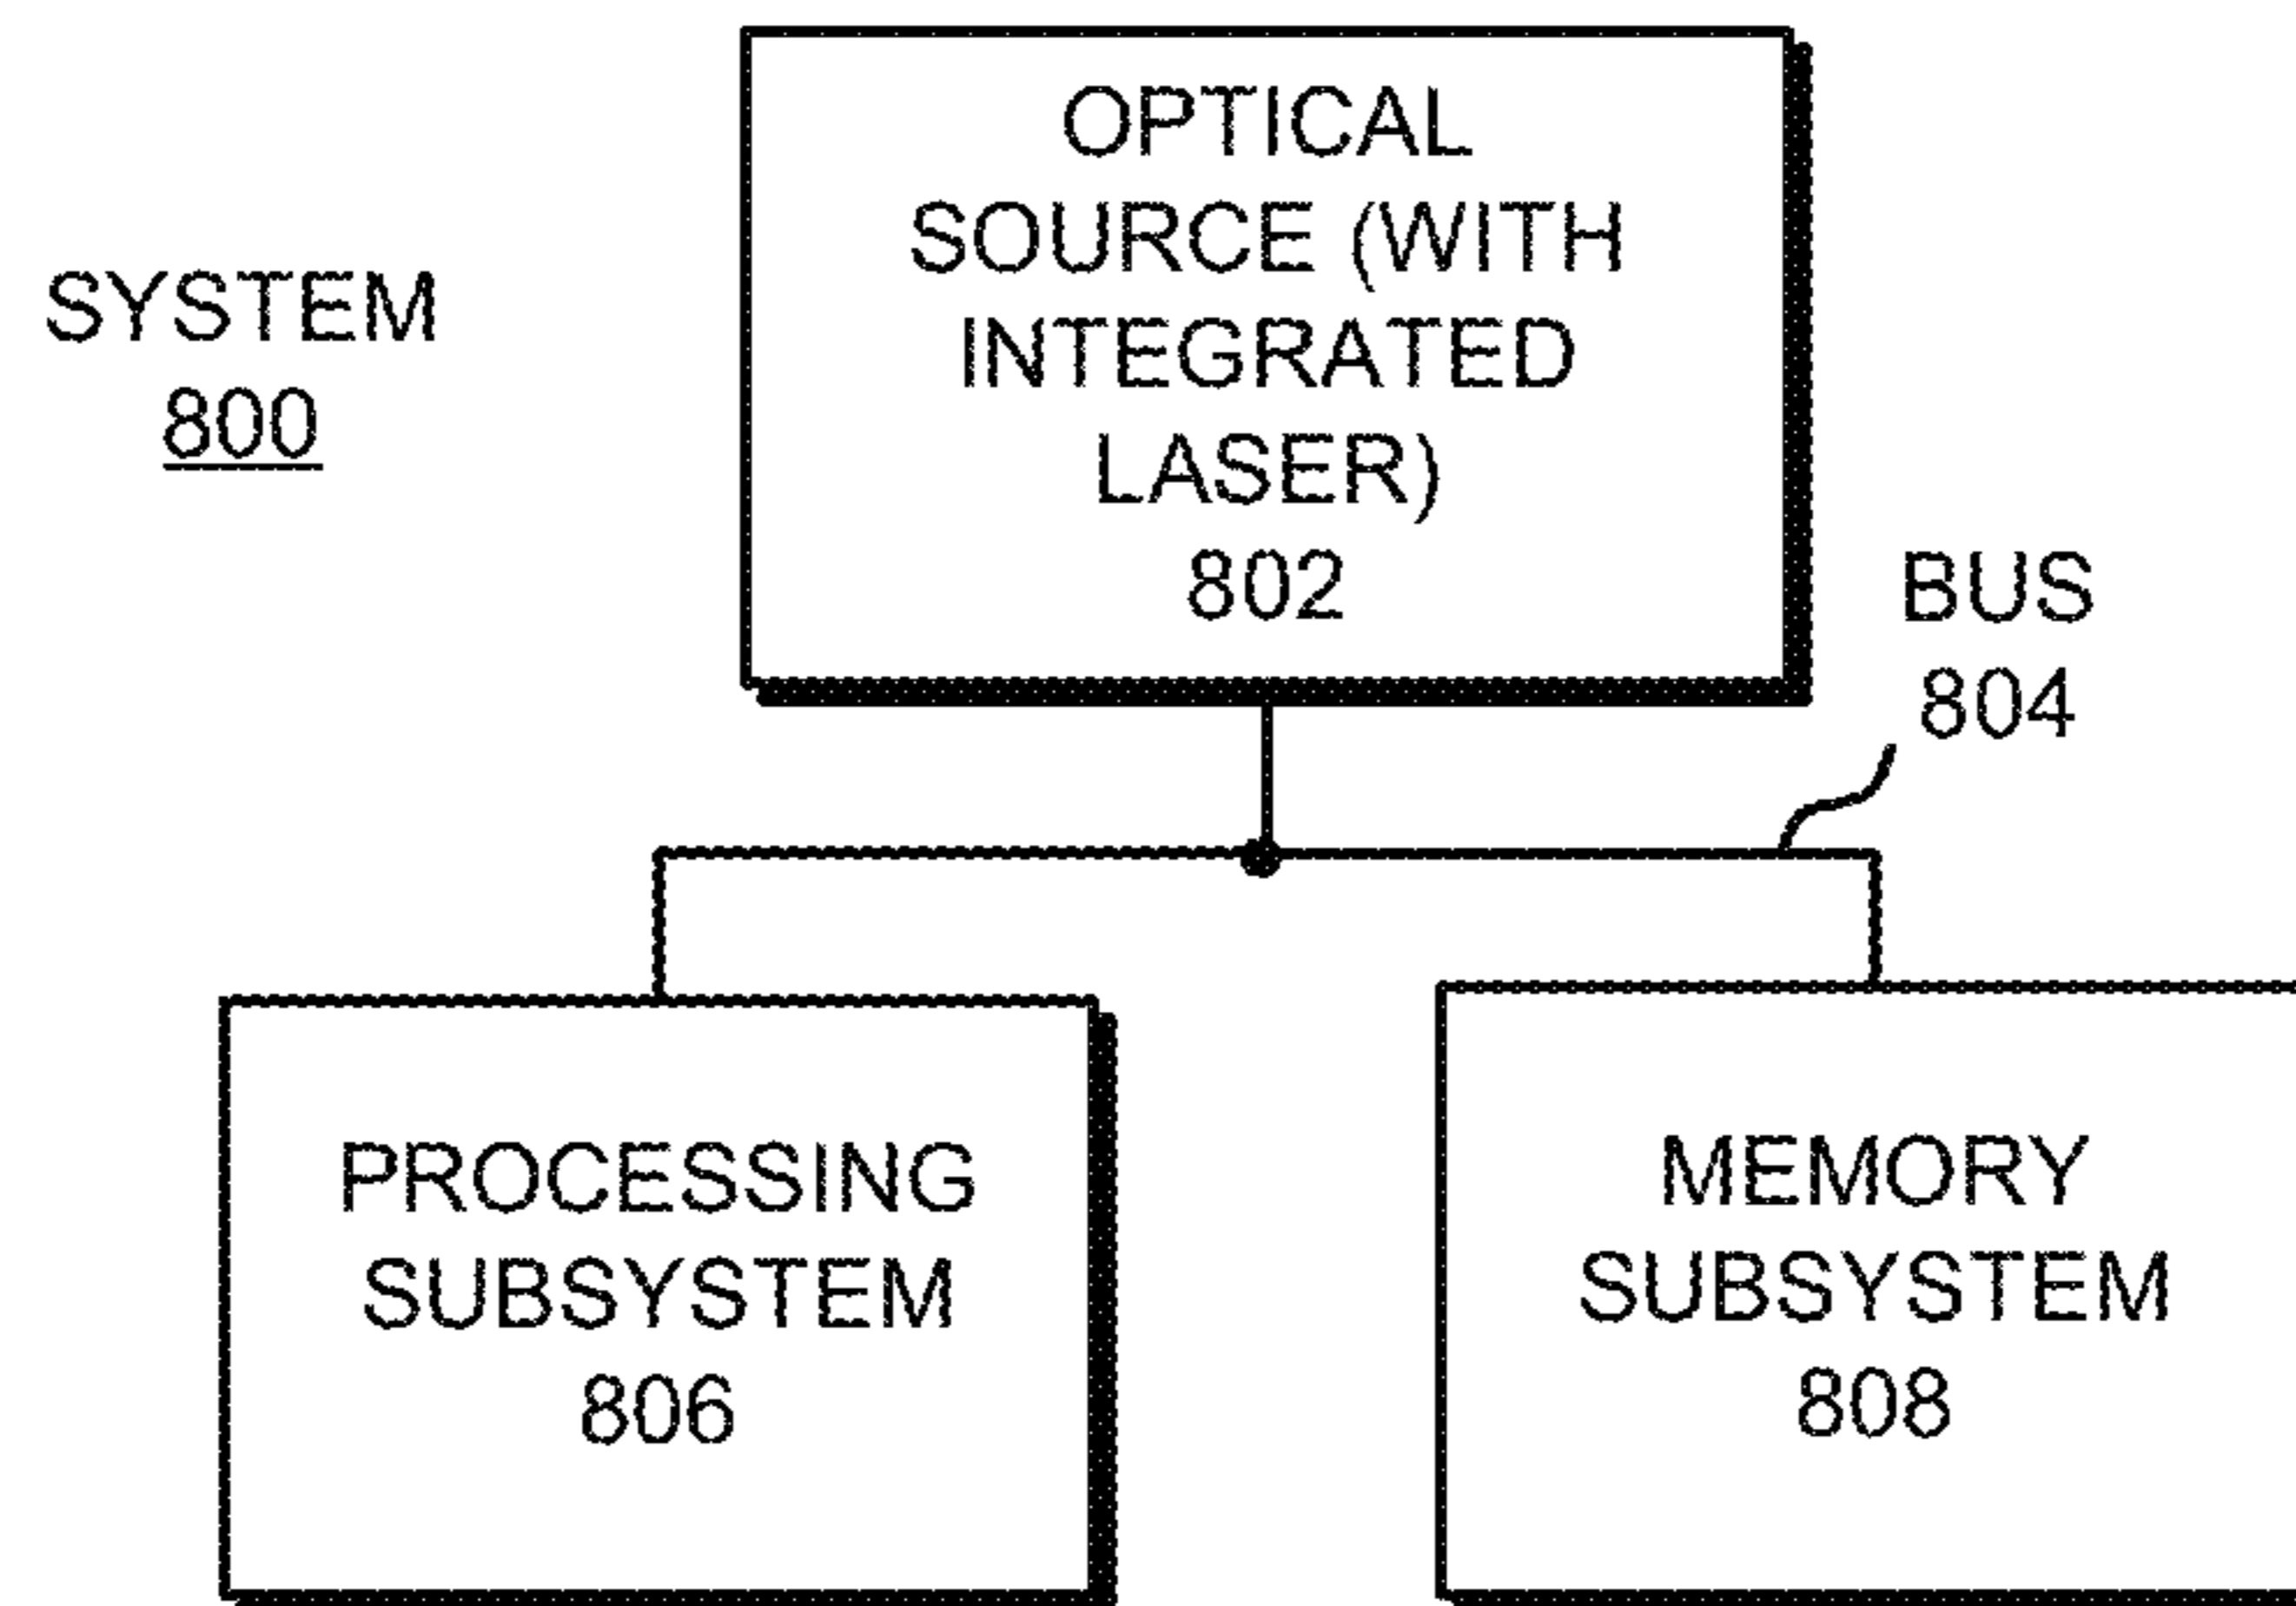 SYSTEM
800
OPTICAL
SOURCE (WITH
INTEGRATED
LASER)
802
BUS
804
PROCESSING
SUBSYSTEM
806
MEMORY
SUBSYSTEM
808